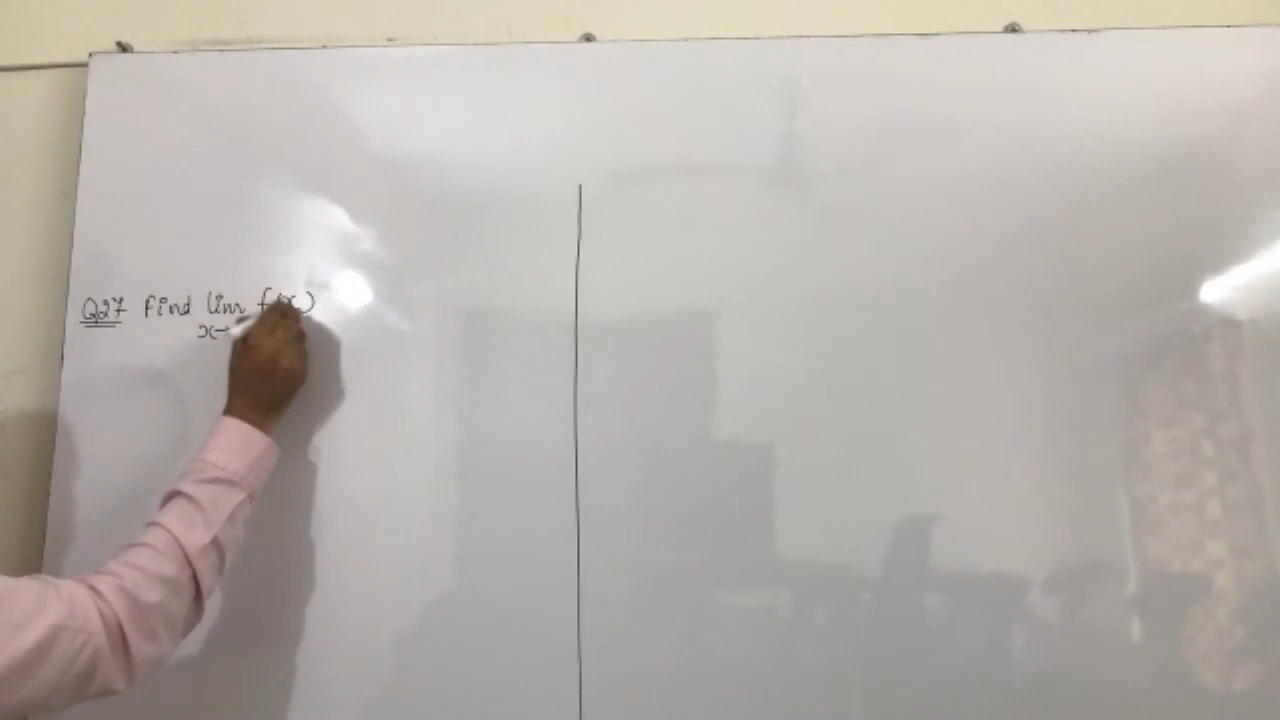 Q27 Find lim f(x)
x→